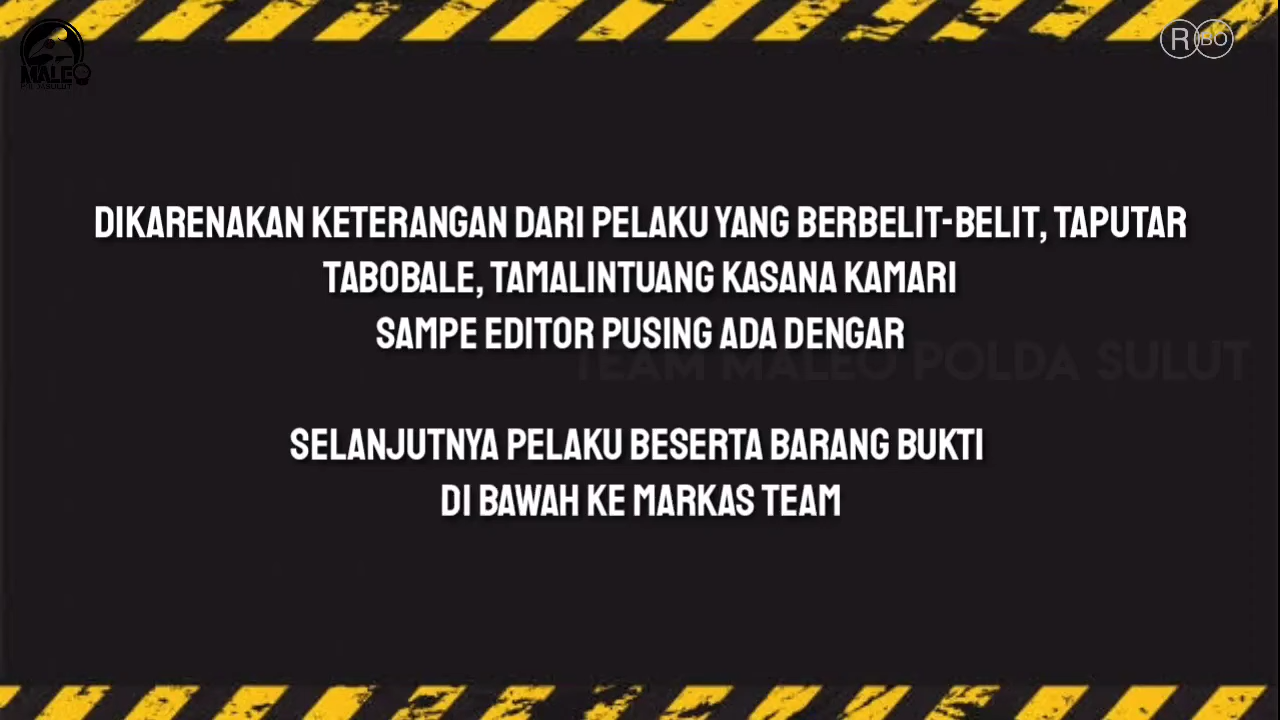 MALEO
R BO
DIKARENAKAN KETERANGAN DARI PELAKU YANG BERBELIT-BELIT, TAPUTAR
TABOBALE, TAMALINTUANG KASANA KAMARI
SAMPE EDITOR PUSING ADA DENGAR
TEAM MALEO POLDA SULUT
SELANJUTNYA PELAKU BESERTA BARANG BUKTI
DI BAWAH KE MARKAS TEAM